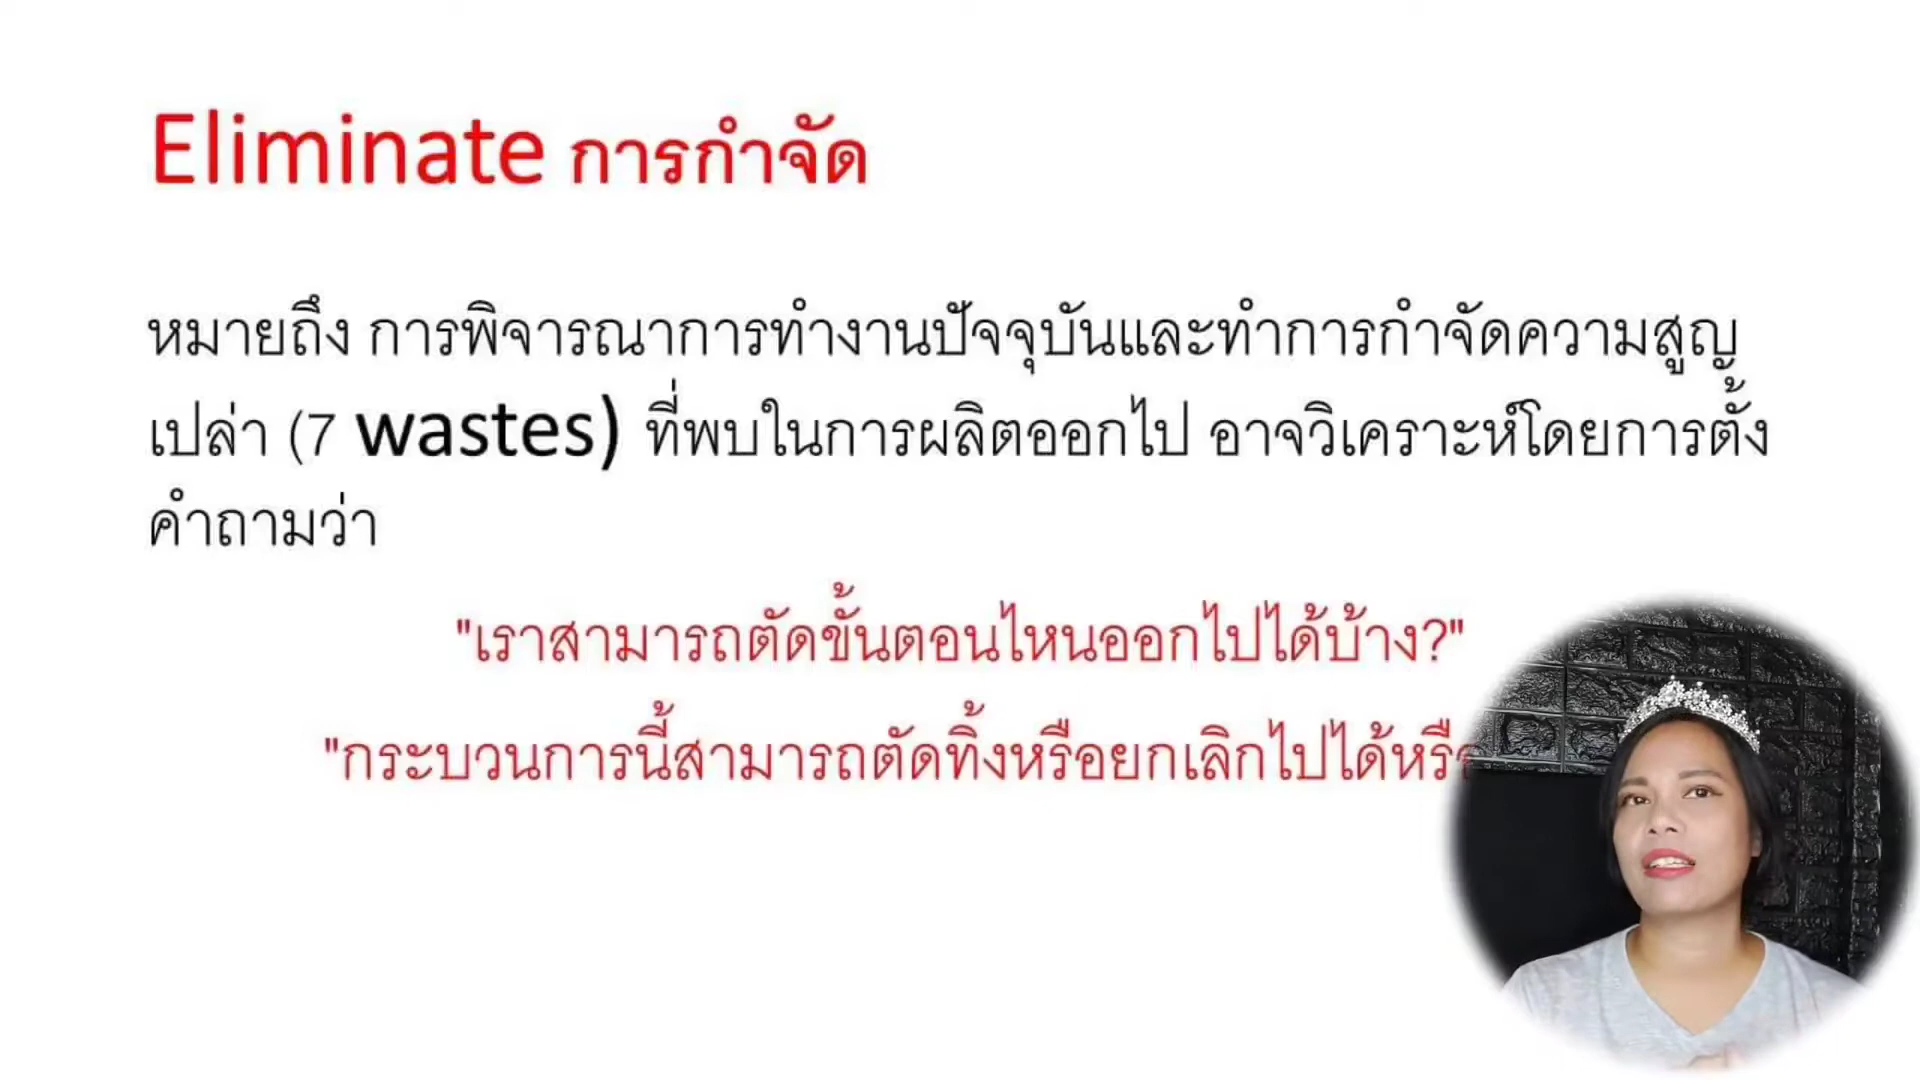 Eliminate การกำจัด
หมายถึง การพิจารณาการทำงานปัจจุบันและทำการกำจัดความสูญ
เปล่า (7 wastes) ที่พบในการผลิตออกไป อาจวิเคราะห์โดยการตั้ง
คำถามว่า
"เราสามารถตัดขั้นตอนไหนออกไปได้บ้าง?"
"กระบวนการนี้สามารถตัดทิ้งหรือยกเลิกไปได้